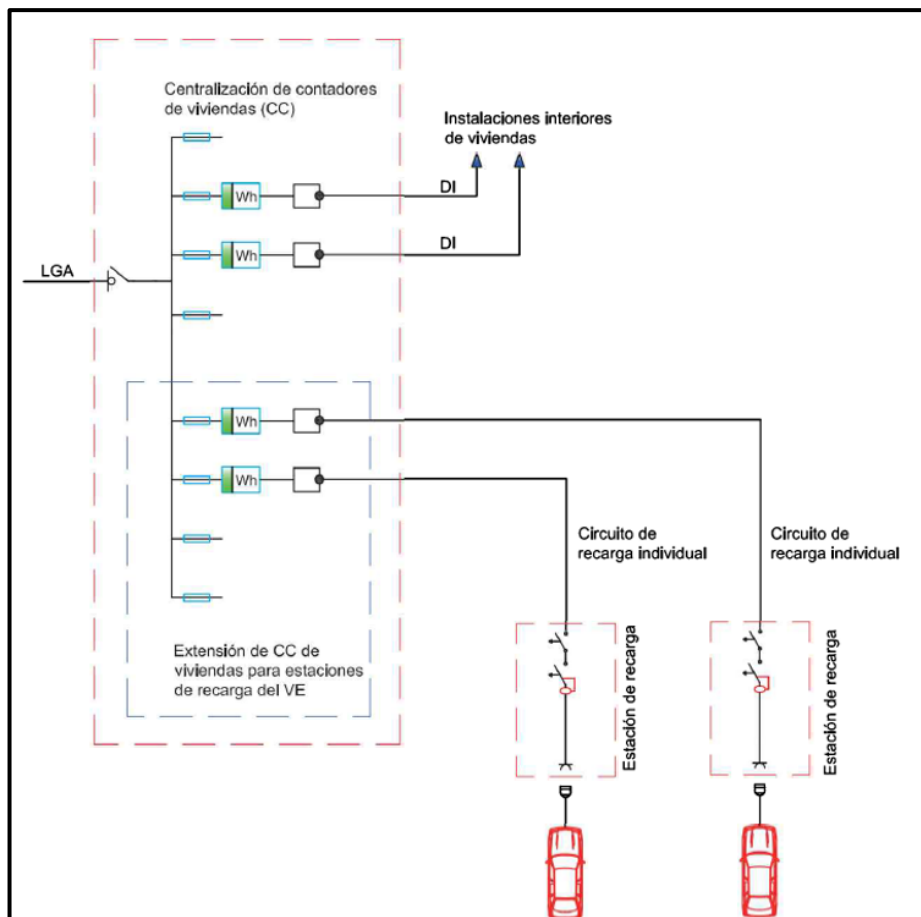 Centralización de contadores
de viviendas (CC)
Instalaciones interiores
de viviendas
Wh
DI
Wh
DI
LGA
Wh
Wh
Circuito de
recarga individual
Circuito de
recarga individual
Extensión de CC de
viviendas para estaciones
de recarga del VE
Estación de recarga
Estación de recarga